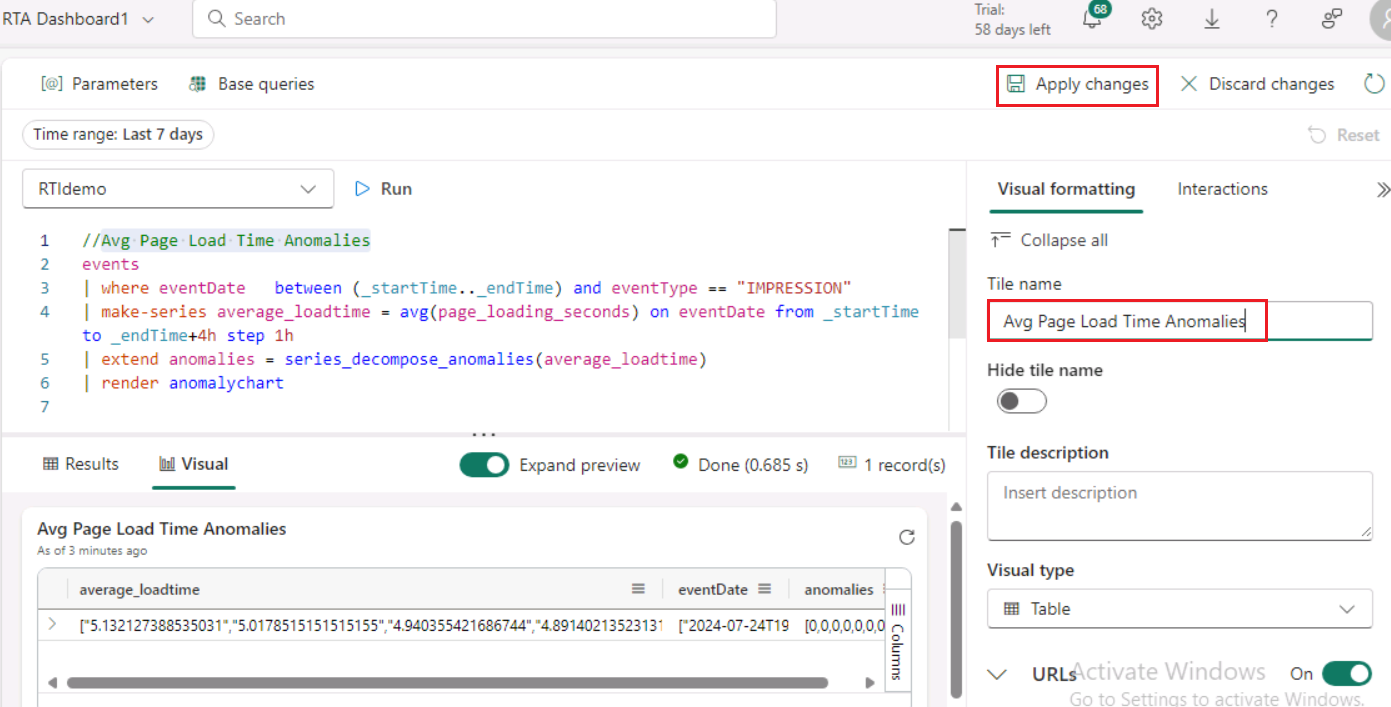 RTA Dashboard1
Search
Trial:
58 days left
68
Parameters
Base queries
Apply changes
Discard changes
Time range: Last 7 days
Reset
RTIdemo
Run
Visual formatting
Interactions
Collapse all
1 //Avg Page Load Time Anomalies
2 events
3 | where eventDate between (_startTime.._endTime) and eventType == "IMPRESSION"
4 | make-series average_loadtime = avg(page_loading_seconds) on eventDate from _startTime
to _endTime+4h step 1h
5 | extend anomalies = series_decompose_anomalies(average_loadtime)
6 | render anomalychart
7
Tile name
Avg Page Load Time Anomalies
Hide tile name
Tile description
Insert description
Visual type
Table
URLs
On
Results
Visual
Expand preview
Done (0.685 s)
1 record(s)
Avg Page Load Time Anomalies
As of 3 minutes ago
average_loadtime
eventDate
anomalies
["5.132127388535031","5.0178515151515155","4.940355421686744","4.89140213523131
["2024-07-24T19
[0,0,0,0,0,0,0
Columns
Activate Windows
Go to Settings to activate Windows.